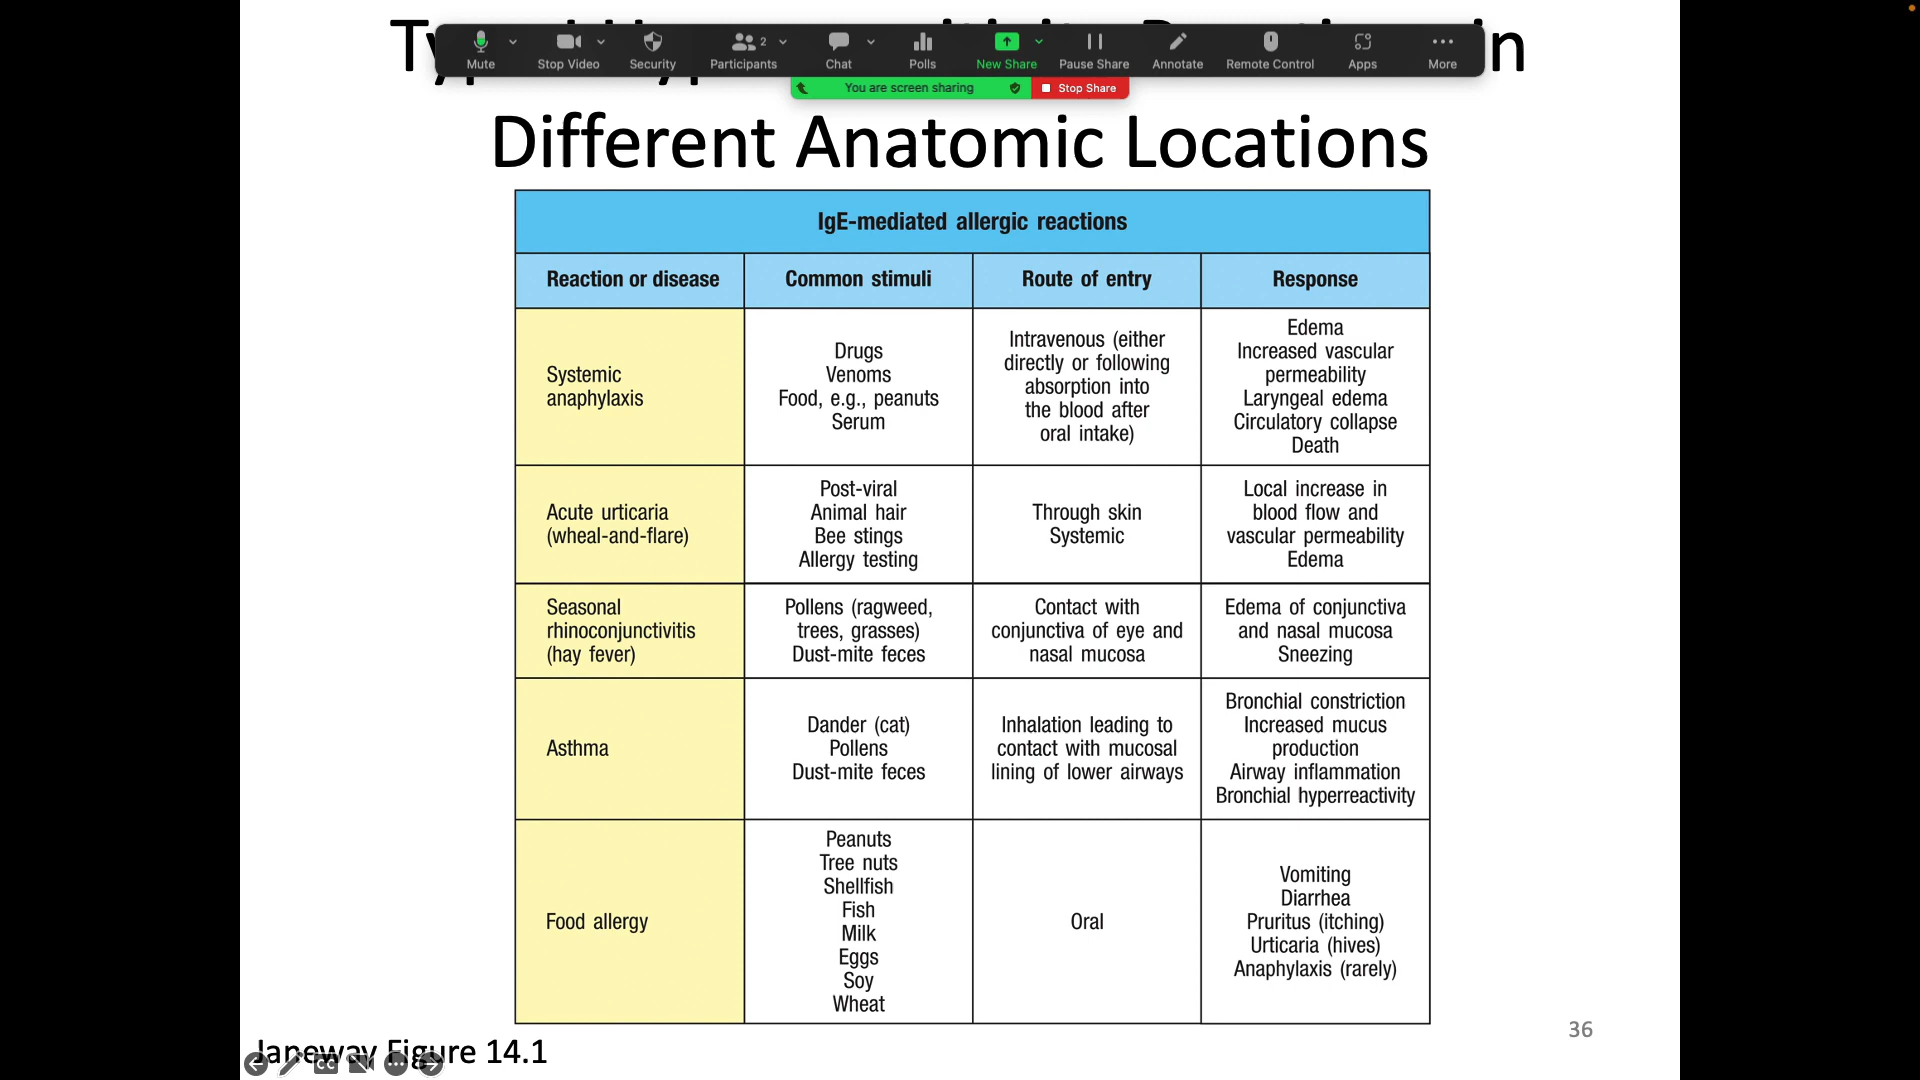 Mute
Stop Video
Security
Participants
2
Chat
Polls
New Share
Pause Share
Annotate
Remote Control
Apps
More
You are screen sharing
Stop Share
Different Anatomic Locations
IgE-mediated allergic reactions
Reaction or disease
Common stimuli
Route of entry
Response
Systemic
anaphylaxis
Drugs
Venoms
Food, e.g., peanuts
Serum
Intravenous (either
directly or following
absorption into
the blood after
oral intake)
Edema
Increased vascular
permeability
Laryngeal edema
Circulatory collapse
Death
Acute urticaria
(wheal-and-flare)
Post-viral
Animal hair
Bee stings
Allergy testing
Through skin
Systemic
Local increase in
blood flow and
vascular permeability
Edema
Seasonal
rhinoconjunctivitis
(hay fever)
Pollens (ragweed,
trees, grasses)
Dust-mite feces
Contact with
conjunctiva of eye and
nasal mucosa
Edema of conjunctiva
and nasal mucosa
Sneezing
Asthma
Dander (cat)
Pollens
Dust-mite feces
Inhalation leading to
contact with mucosal
lining of lower airways
Bronchial constriction
Increased mucus
production
Airway inflammation
Bronchial hyperreactivity
Food allergy
Peanuts
Tree nuts
Shellfish
Fish
Milk
Eggs
Soy
Wheat
Oral
Vomiting
Diarrhea
Pruritus (itching)
Urticaria (hives)
Anaphylaxis (rarely)
36
Janeway Figure 14.1
CC